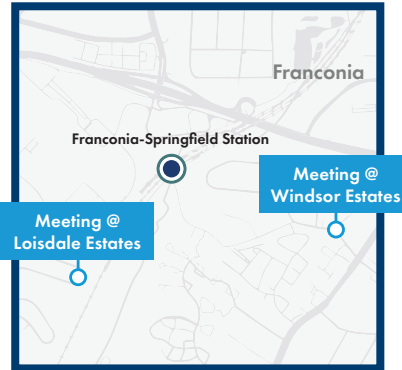 Franconia
Franconia-Springfield Station
Meeting @
Windsor Estates
Meeting @
Loisdale Estates